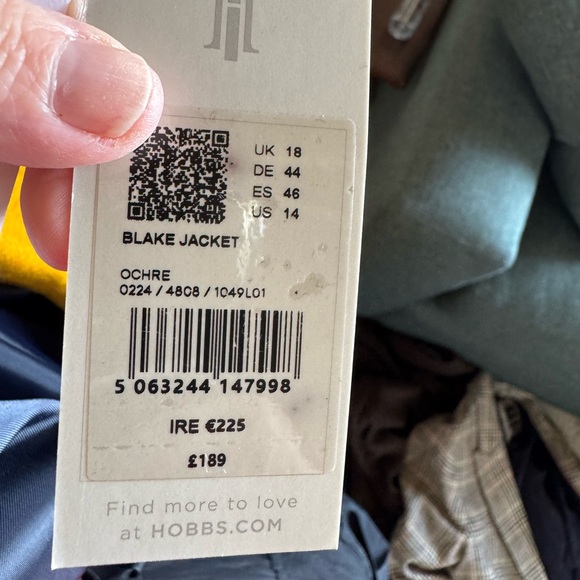 UK 18
DE 44
ES 46
US 14
BLAKE JACKET
OCHRE
0224 / 4808 / 1049L01
5 063244 147998
IRE €225
£189
Find more to love
at HOBBS.COM